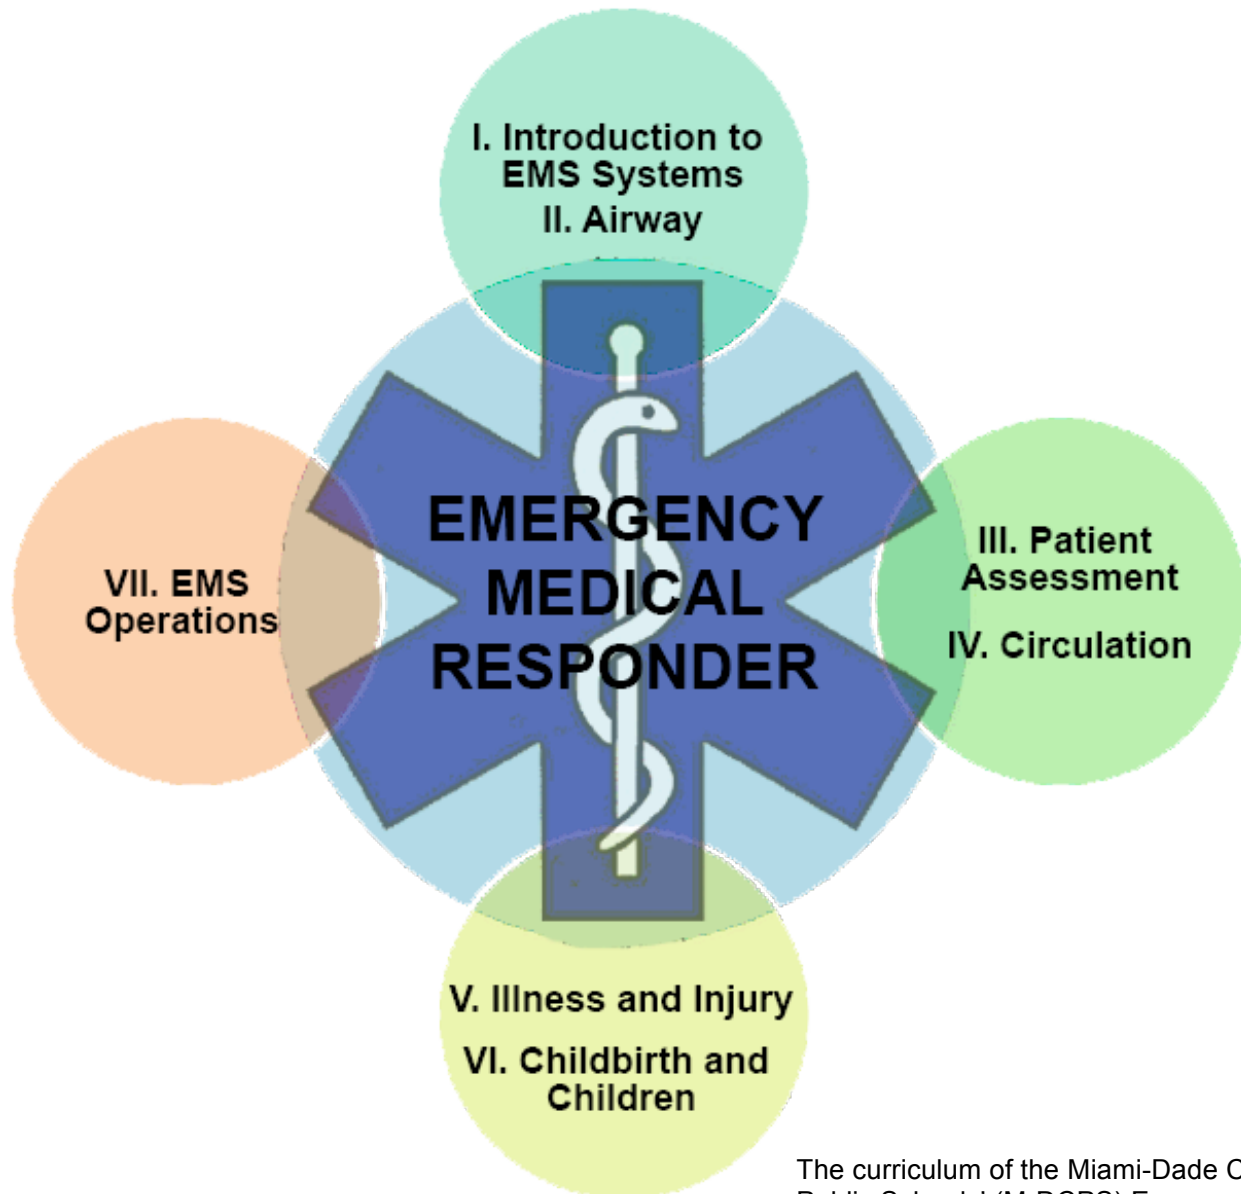 I. Introduction to
EMS Systems
II. Airway
VII. EMS
Operations
EMERGENCY
MEDICAL
RESPONDER
III. Patient
Assessment
IV. Circulation
V. Illness and Injury
VI. Childbirth and
Children
The curriculum of the Miami-Dade